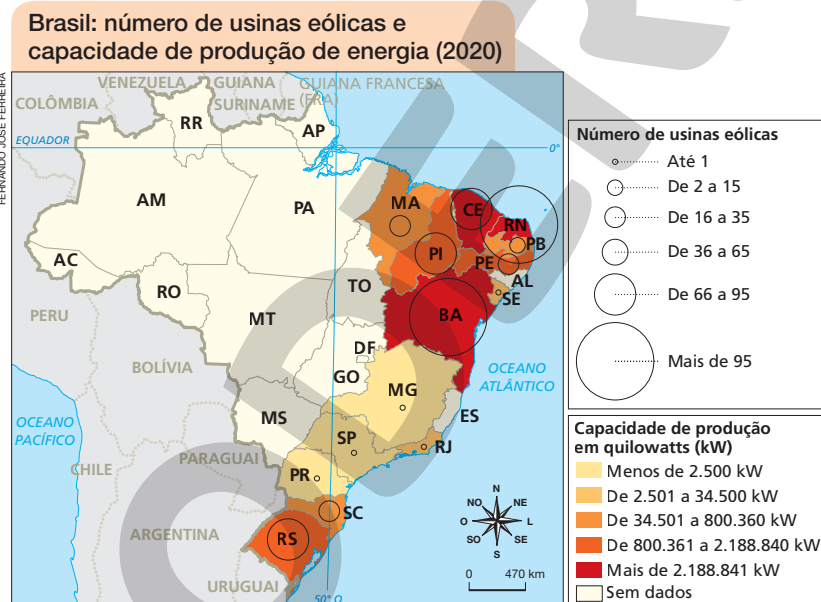 Brasil: número de usinas eólicas e
capacidade de produção de energia (2020)
FERNANDO JOSÉ FERREIRA
VENEZUELA
GUIANA
GUIANA FRANCESA
(FRA)
COLÔMBIA
SURINAME
RR
AP
EQUADOR
0°
AM
PA
MA
CE
RN
PB
PI
PE
AC
TO
AL
SE
RO
BA
PERU
MT
DF
BOLÍVIA
GO
OCEANO
ATLÂNTICO
MG
MS
ES
OCEANO
PACÍFICO
SP
RJ
PARAGUAI
CHILE
PR
SC
ARGENTINA
RS
URUGUAI
50° O
N
NO
NE
O
L
SO
SE
S
0
470 km
Número de usinas eólicas
Até 1
De 2 a 15
De 16 a 35
De 36 a 65
De 66 a 95
Mais de 95
Capacidade de produção
em quilowatts (kW)
Menos de 2.500 kW
De 2.501 a 34.500 kW
De 34.501 a 800.360 kW
De 800.361 a 2.188.840 kW
Mais de 2.188.841 kW
Sem dados